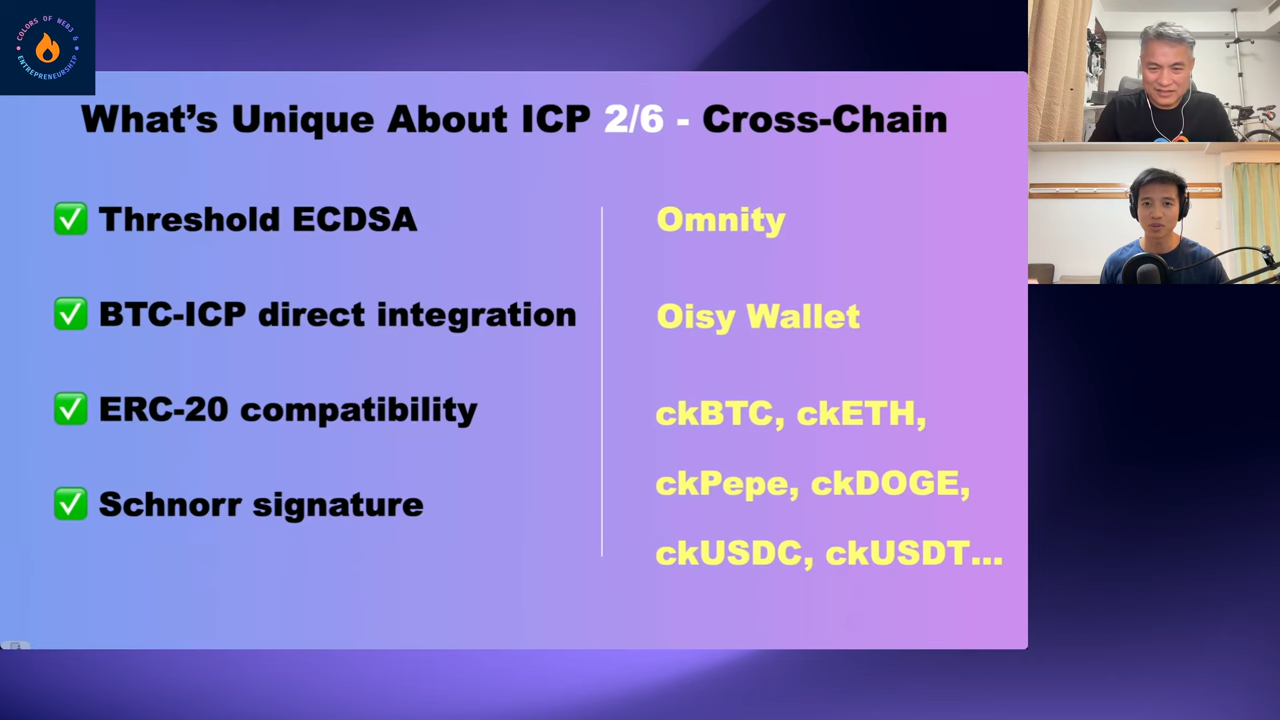 COLORS OF WEB3 &
ENTREPRENEURSHIP
What's Unique About ICP 2/6 - Cross-Chain
✅ Threshold ECDSA
✅ BTC-ICP direct integration
✅ ERC-20 compatibility
✅ Schnorr signature
Omnity
Oisy Wallet
ckBTC, ckETH,
ckPepe, ckDOGE,
ckUSDC, ckUSDT...